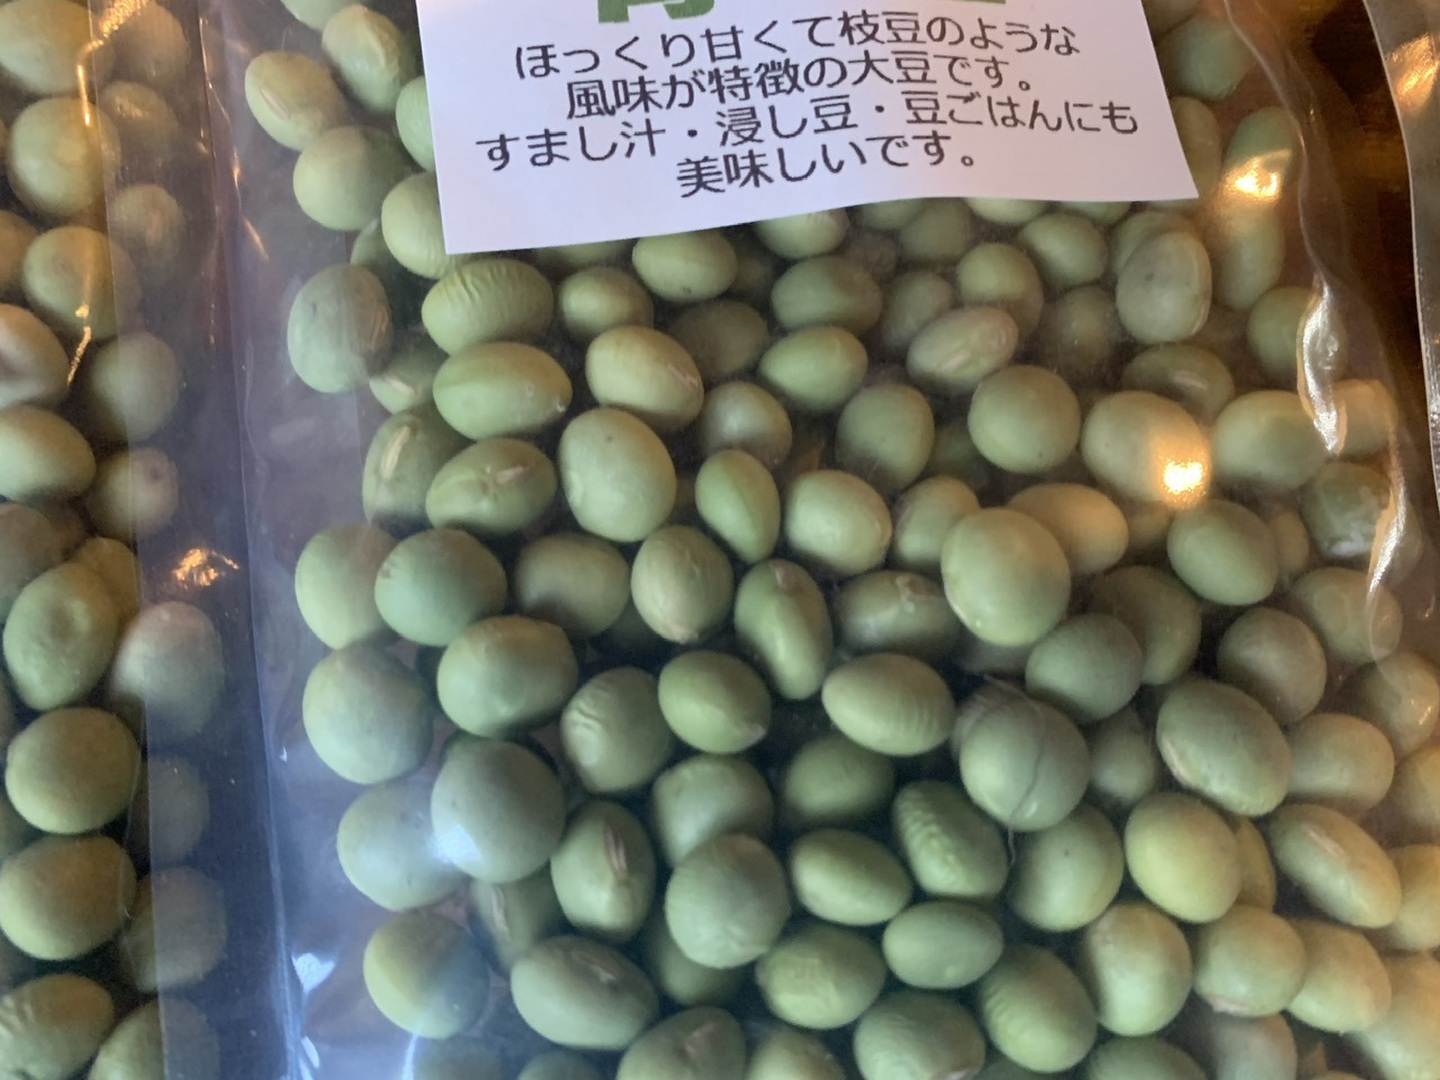 ほっくり甘くて枝豆のような
風味が特徴の大豆です。
すまし汁・浸し豆・豆ごはんにも
美味しいです。